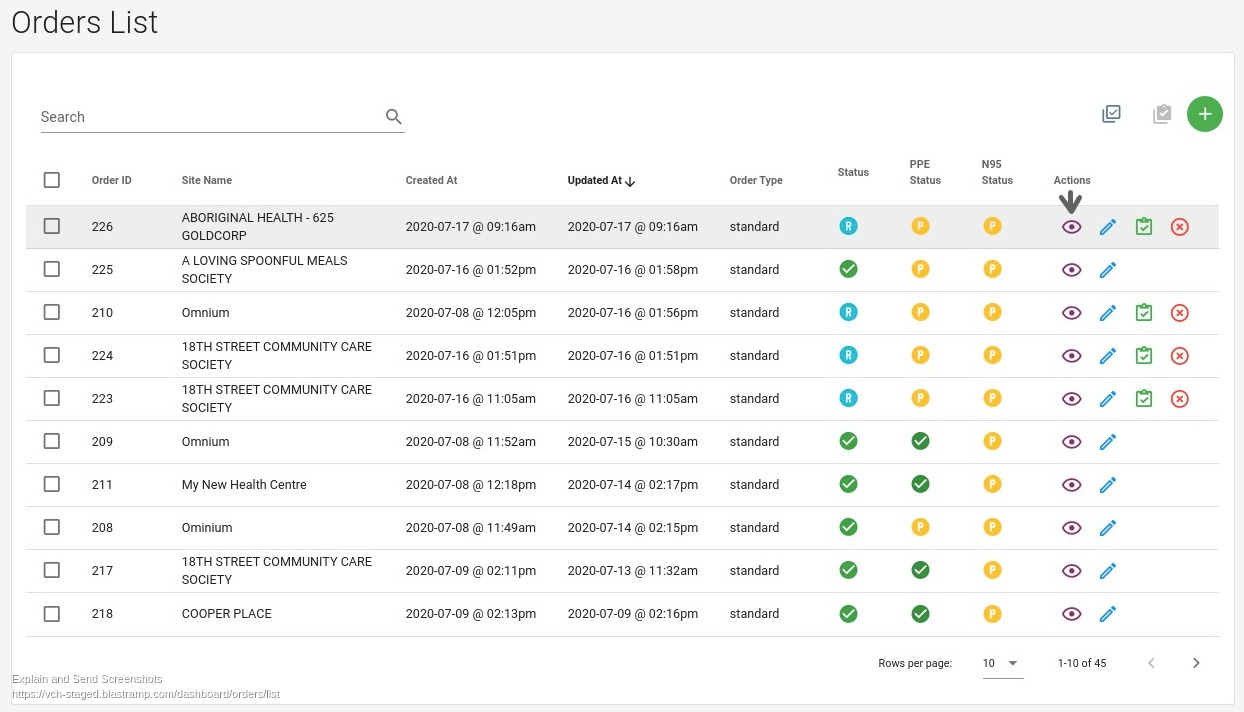 Orders List
Search
Order ID Site Name Created At Updated At Order Type Status PPE Status N95 Status Actions
226 ABORIGINAL HEALTH - 625 GOLDCORP 2020-07-17 @ 09:16am 2020-07-17 @ 09:16am standard R P P
225 A LOVING SPOONFUL MEALS SOCIETY 2020-07-16 @ 01:52pm 2020-07-16 @ 01:58pm standard P P
210 Omnium 2020-07-08 @ 12:05pm 2020-07-16 @ 01:56pm standard R P P
224 18TH STREET COMMUNITY CARE SOCIETY 2020-07-16 @ 01:51pm 2020-07-16 @ 01:51pm standard R P P
223 18TH STREET COMMUNITY CARE SOCIETY 2020-07-16 @ 11:05am 2020-07-16 @ 11:05am standard R P P
209 Omnium 2020-07-08 @ 11:52am 2020-07-15 @ 10:30am standard P
211 My New Health Centre 2020-07-08 @ 12:18pm 2020-07-14 @ 02:17pm standard P
208 Ominium 2020-07-08 @ 11:49am 2020-07-14 @ 02:15pm standard P P
217 18TH STREET COMMUNITY CARE SOCIETY 2020-07-09 @ 02:11pm 2020-07-13 @ 11:32am standard P
218 COOPER PLACE 2020-07-09 @ 02:13pm 2020-07-09 @ 02:16pm standard P
Rows per page: 10 1-10 of 45
Explain and Send Screenshots
https://vch-staged.blastramp.com/dashboard/orders/list